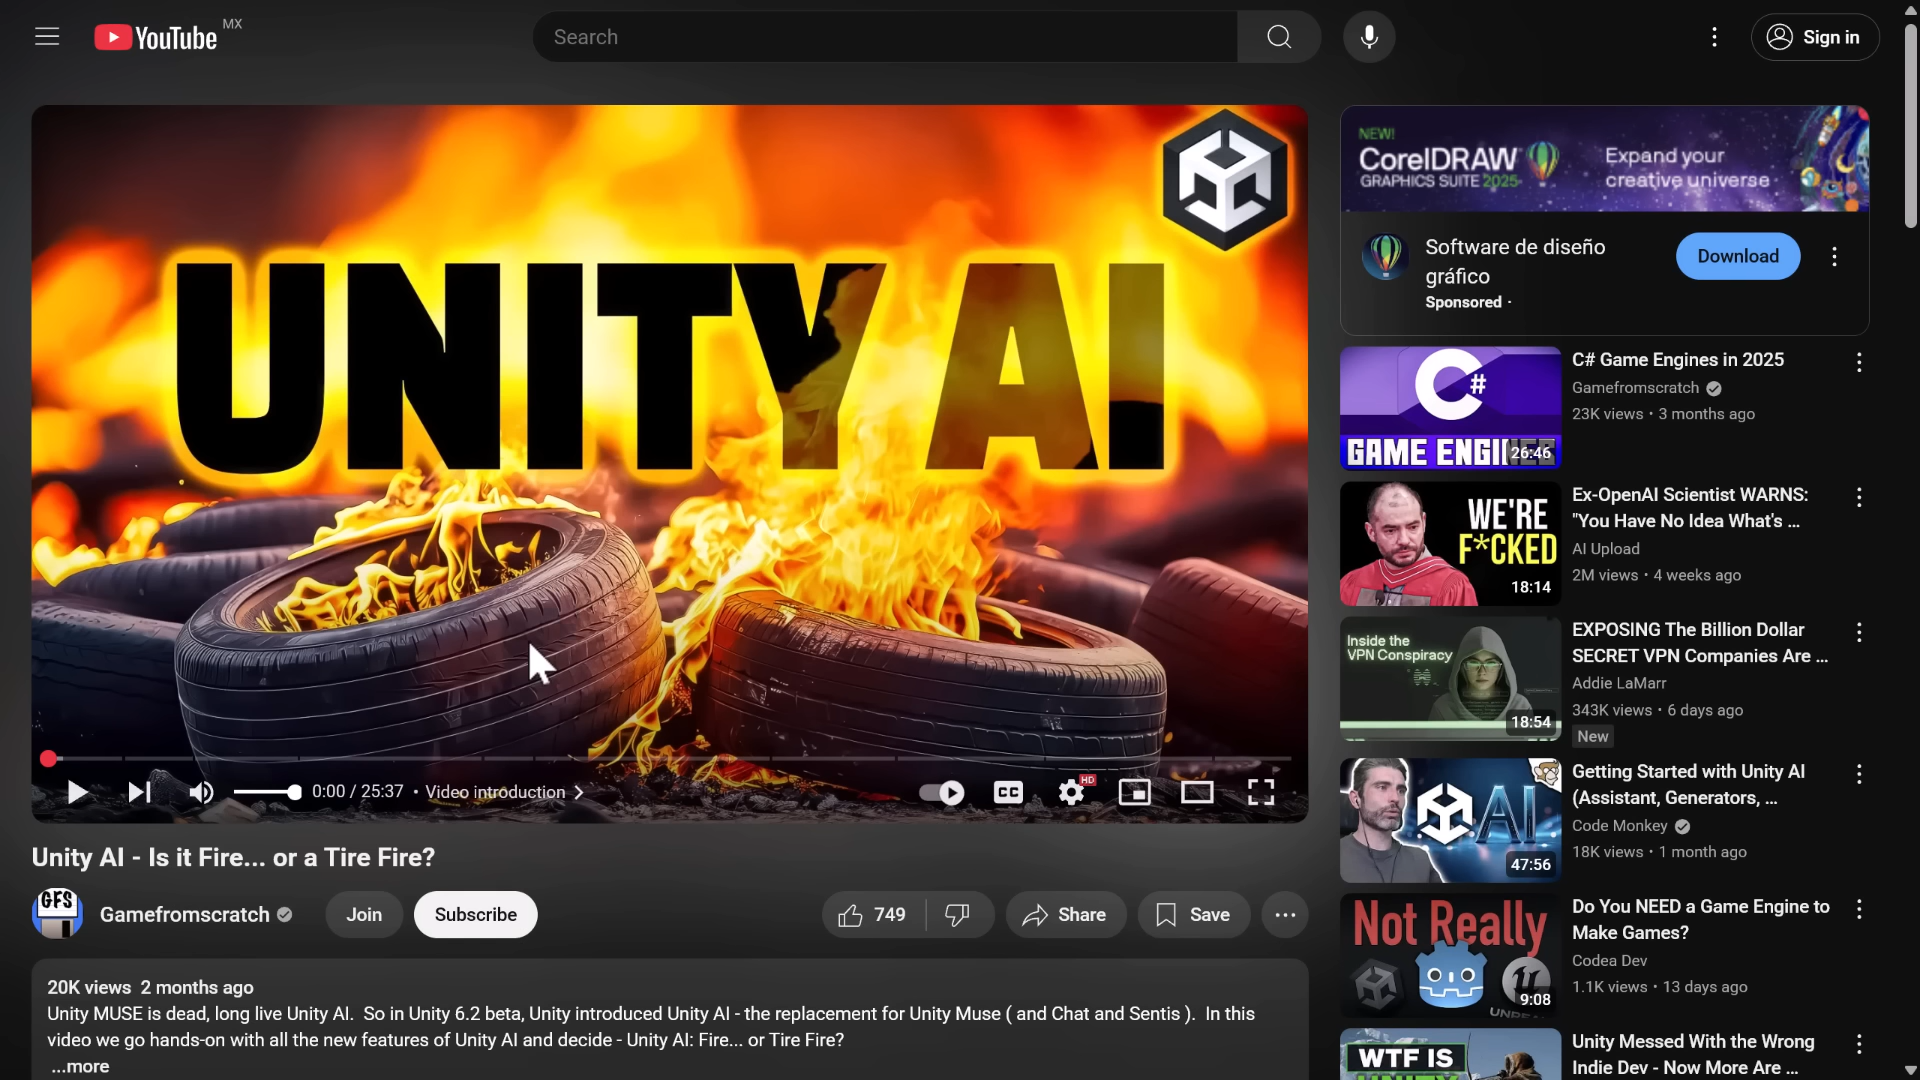 YouTube MX
Search
Sign in
UNITY AI
0:00 / 25:37 • Video introduction
CC
HD
Unity AI - Is it Fire... or a Tire Fire?
GFS
Gamefromscratch
Join
Subscribe
749
Share
Save
20K views 2 months ago
Unity MUSE is dead, long live Unity AI. So in Unity 6.2 beta, Unity introduced Unity AI - the replacement for Unity Muse ( and Chat and Sentis ). In this
video we go hands-on with all the new features of Unity AI and decide - Unity AI: Fire... or Tire Fire?
...more
NEW!
CorelDRAW
GRAPHICS SUITE 2025
Expand your
creative universe
Software de diseño
gráfico
Sponsored ·
Download
C#
GAME ENGINES
26:46
C# Game Engines in 2025
Gamefromscratch
23K views • 3 months ago
WE'RE
F*CKED
18:14
Ex-OpenAI Scientist WARNS:
"You Have No Idea What's ...
AI Upload
2M views • 4 weeks ago
Inside the
VPN Conspiracy
18:54
EXPOSING The Billion Dollar
SECRET VPN Companies Are ...
Addie LaMarr
343K views • 6 days ago
New
AI
47:56
Getting Started with Unity AI
(Assistant, Generators, ...
Code Monkey
18K views • 1 month ago
Not Really
9:08
Do You NEED a Game Engine to
Make Games?
Codea Dev
1.1K views • 13 days ago
WTF IS
UNITY
Unity Messed With the Wrong
Indie Dev - Now More Are ...